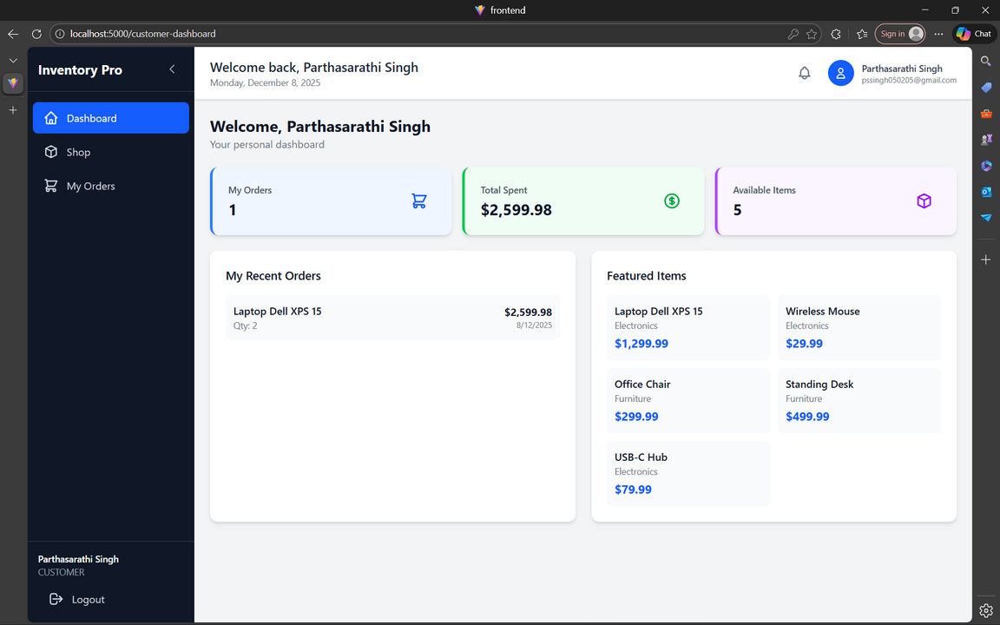 frontend
localhost:5000/customer-dashboard
Sign in
Chat
Inventory Pro
Dashboard
Shop
My Orders
Parthasarathi Singh
CUSTOMER
Logout
Welcome back, Parthasarathi Singh
Monday, December 8, 2025
Parthasarathi Singh
pssingh050205@gmail.com
Welcome, Parthasarathi Singh
Your personal dashboard
My Orders
1
Total Spent
$2,599.98
Available Items
5
My Recent Orders
Laptop Dell XPS 15
$2,599.98
Qty: 2
8/12/2025
Featured Items
Laptop Dell XPS 15
Electronics
$1,299.99
Wireless Mouse
Electronics
$29.99
Office Chair
Furniture
$299.99
Standing Desk
Furniture
$499.99
USB-C Hub
Electronics
$79.99